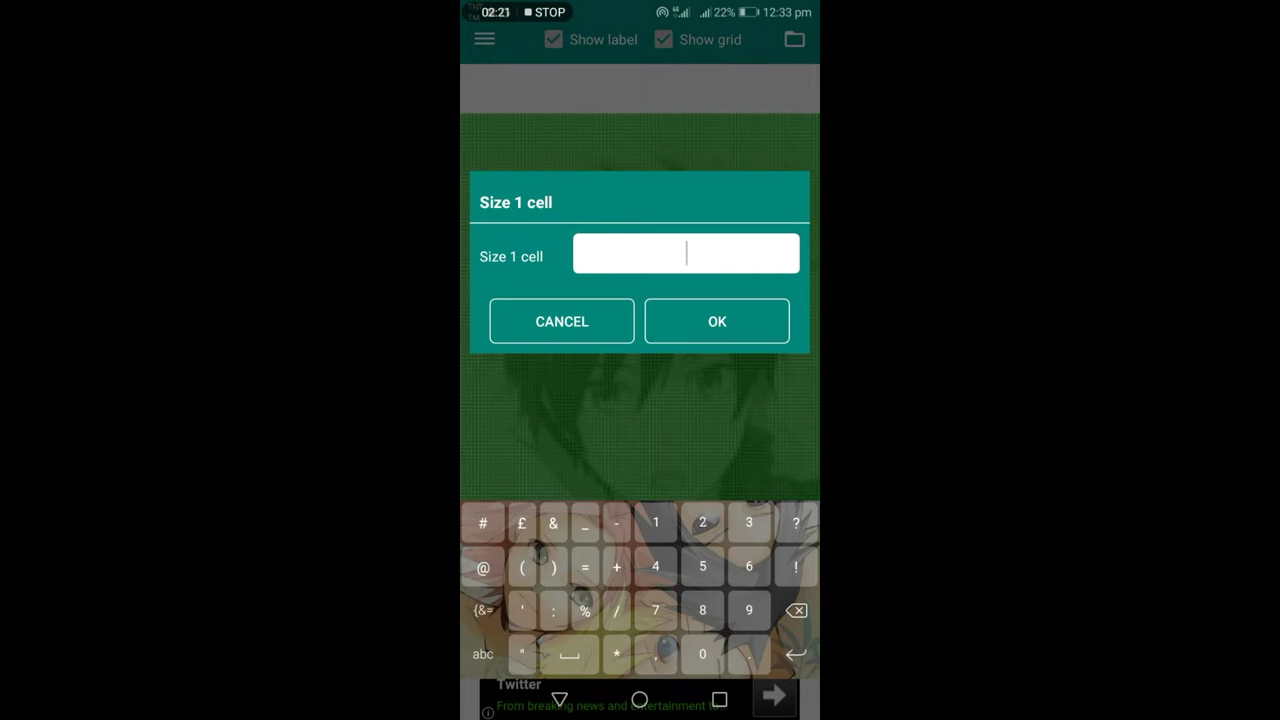 02:21 STOP 22% 12:33 pm
Show label Show grid
Size 1 cell
Size 1 cell
CANCEL OK
# £ & _ - 1 2 3 ?
@ ( ) = + 4 5 6 !
{&= ' : % / 7 8 9
abc " * , 0 .
Twitter
From breaking news and entertainment to...